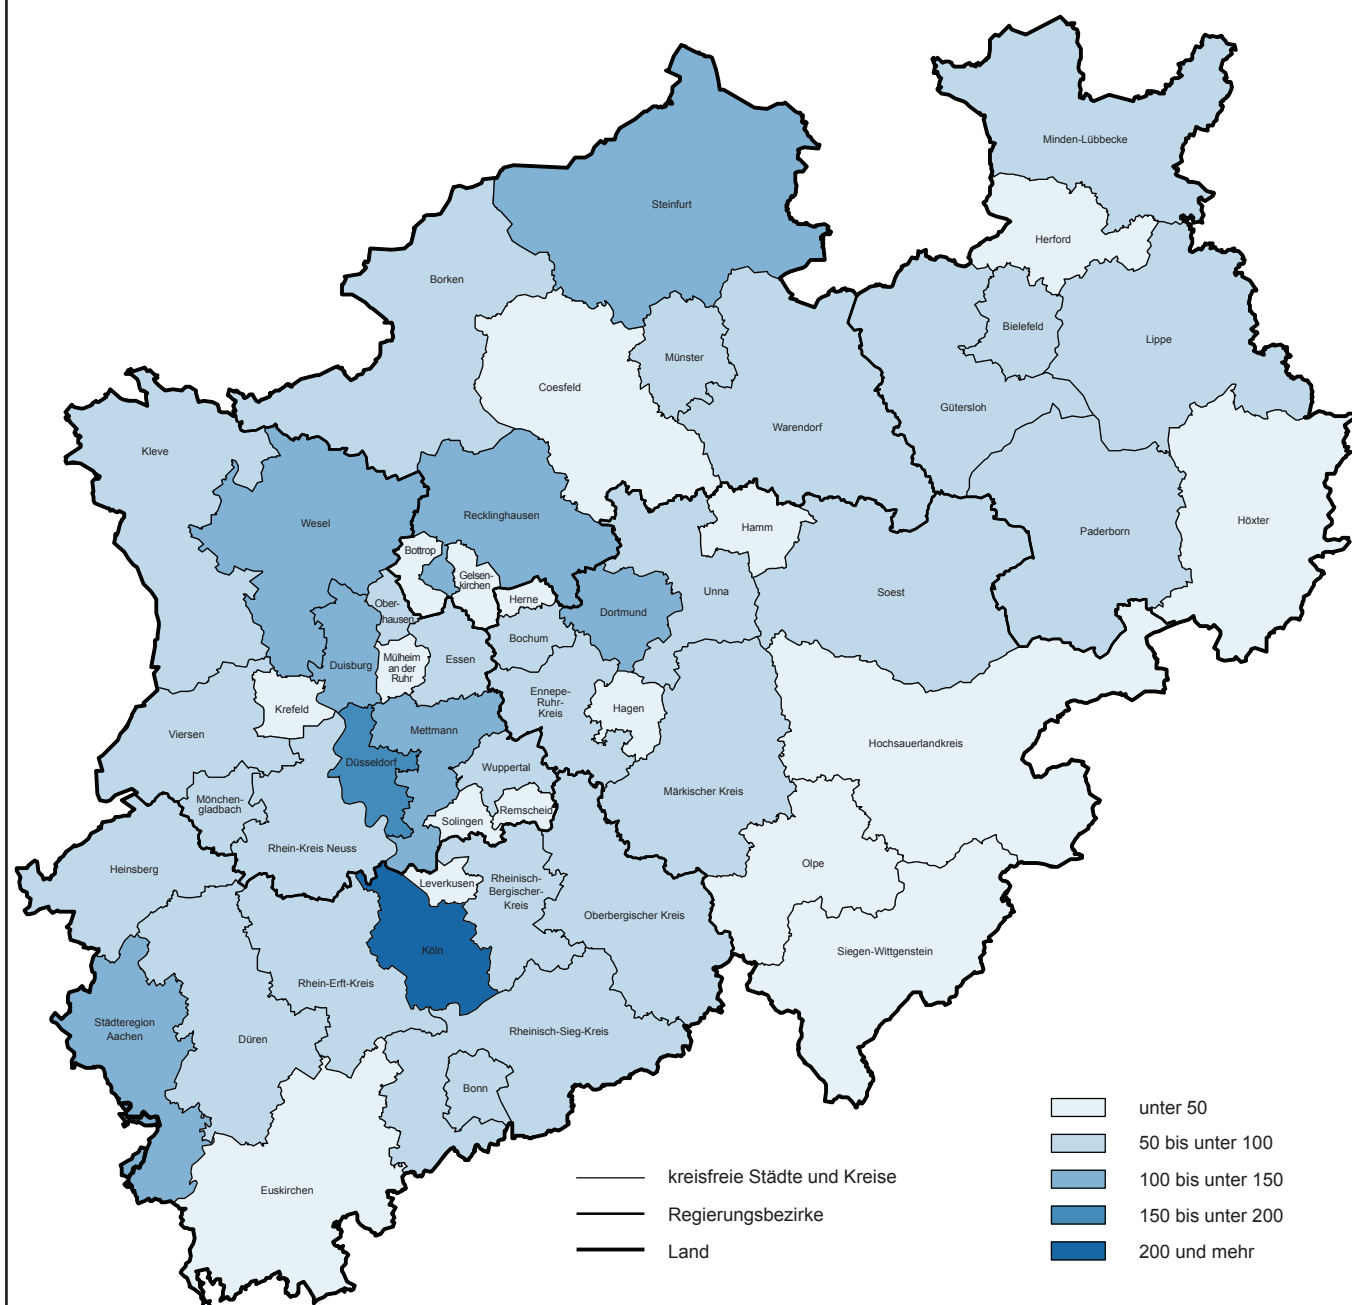 Minden-Lübbecke
Steinfurt
Herford
Borken
Bielefeld
Lippe
Münster
Coesfeld
Gütersloh
Warendorf
Kleve
Recklinghausen
Wesel
Hamm
Höxter
Paderborn
Bottrop
Gelsen-
kirchen
Unna
Soest
Herne
Ober-
hausen
Dortmund
Bochum
Essen
Mülheim
an der
Ruhr
Duisburg
Ennepe-
Ruhr-
Kreis
Hagen
Krefeld
Mettmann
Viersen
Hochsauerlandkreis
Düsseldorf
Wuppertal
Märkischer Kreis
Mönchen-
gladbach
Remscheid
Solingen
Rhein-Kreis Neuss
Olpe
Heinsberg
Leverkusen
Rheinisch-
Bergischer-
Kreis
Oberbergischer Kreis
Köln
Siegen-Wittgenstein
Rhein-Erft-Kreis
Städteregion
Aachen
Düren
Rheinisch-Sieg-Kreis
Bonn
Euskirchen
kreisfreie Städte und Kreise
Regierungsbezirke
Land
unter 50
50 bis unter 100
100 bis unter 150
150 bis unter 200
200 und mehr